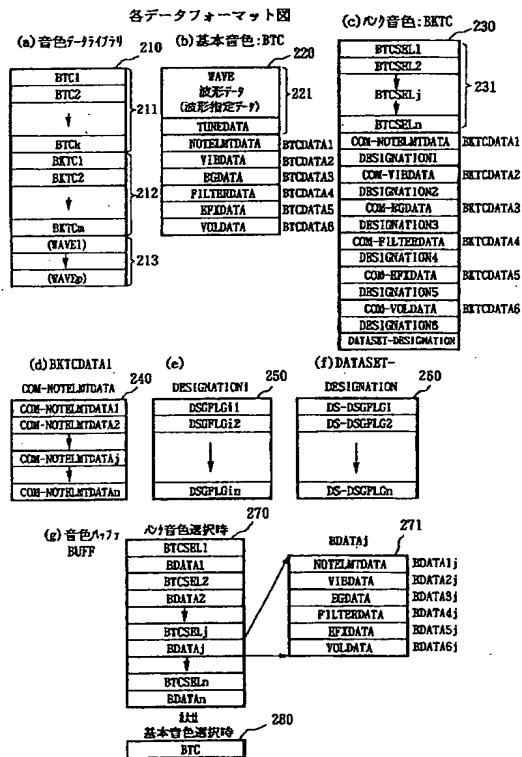 各データフォーマット図
(a) 音色データライブラリ
210
BTC1
BTC2
BTCk
BKTC1
BKTC2
BKTCm
(WAVE1)
(WAVEp)
211
212
213
(b) 基本音色:BTC
220
WAVE
波形データ
(波形指定データ)
TUNEDATA
221
NOTELMTDATA BTCDATA1
VIBDATA BTCDATA2
EGDATA BTCDATA3
FILTERDATA BTCDATA4
EFXDATA BTCDATA5
VOLDATA BTCDATA6
(c) バンク音色:BKTC
230
BTCSEL1
BTCSEL2
BTCSELj
BTCSELn
231
COM-NOTELMTDATA BKTCDATA1
DESIGNATION1
COM-VIBDATA BKTCDATA2
DESIGNATION2
COM-EGDATA BKTCDATA3
DESIGNATION3
COM-FILTERDATA BKTCDATA4
DESIGNATION4
COM-EFXDATA BKTCDATA5
DESIGNATION5
COM-VOLDATA BKTCDATA6
DESIGNATION6
DATASET-DESIGNATION
(d) BKTCDATA1
COM-NOTELMTDATA
240
COM-NOTELMTDATA1
COM-NOTELMTDATA2
COM-NOTELMTDATAj
COM-NOTELMTDATAn
(e)
DESIGNATIONi
250
DSGFLGi1
DSGFLGi2
DSGFLGin
(f) DATASET-
DESIGNATION
260
DS-DSGFLG1
DS-DSGFLG2
DS-DSGFLGn
(g) 音色バッファ
BUFF
バンク音色選択時
270
BTCSEL1
BDATA1
BTCSEL2
BDATA2
BTCSELj
BDATAj
BTCSELn
BDATAn
BDATAj
271
NOTELMTDATA BDATA1j
VIBDATA BDATA2j
EGDATA BDATA3j
FILTERDATA BDATA4j
EFXDATA BDATA5j
VOLDATA BDATA6j
または
基本音色選択時
280
BTC